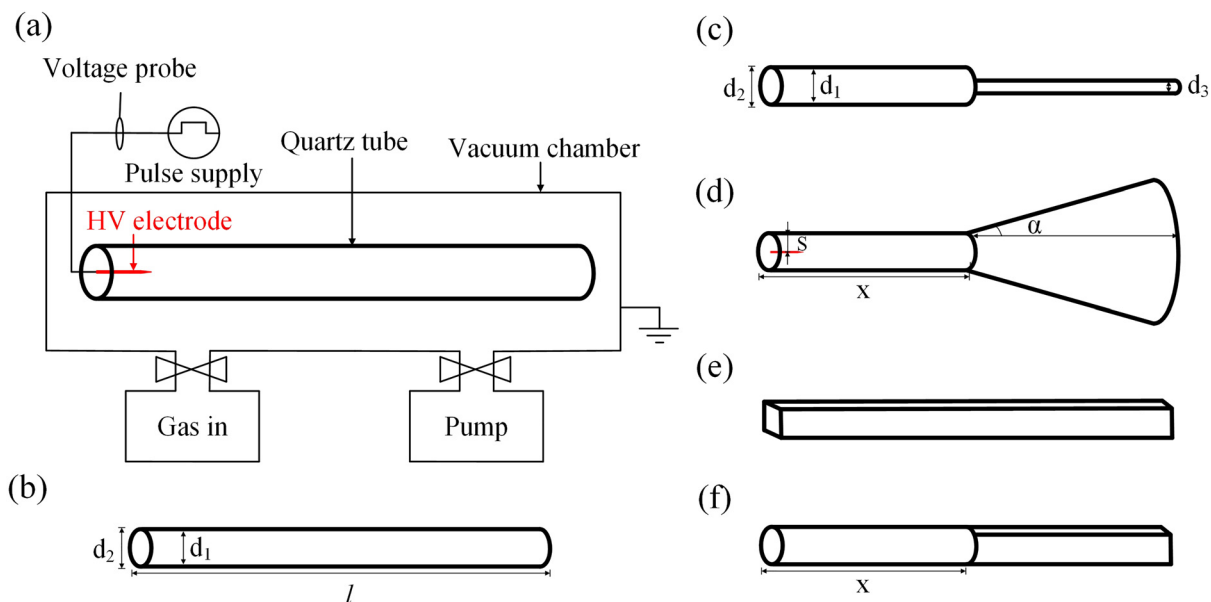 (a)
Voltage probe
Pulse supply
Quartz tube
Vacuum chamber
HV electrode
Gas in
Pump
(b)
d₂
d₁
l
(c)
d₂
d₁
d₃
(d)
S
α
x
(e)
(f)
x